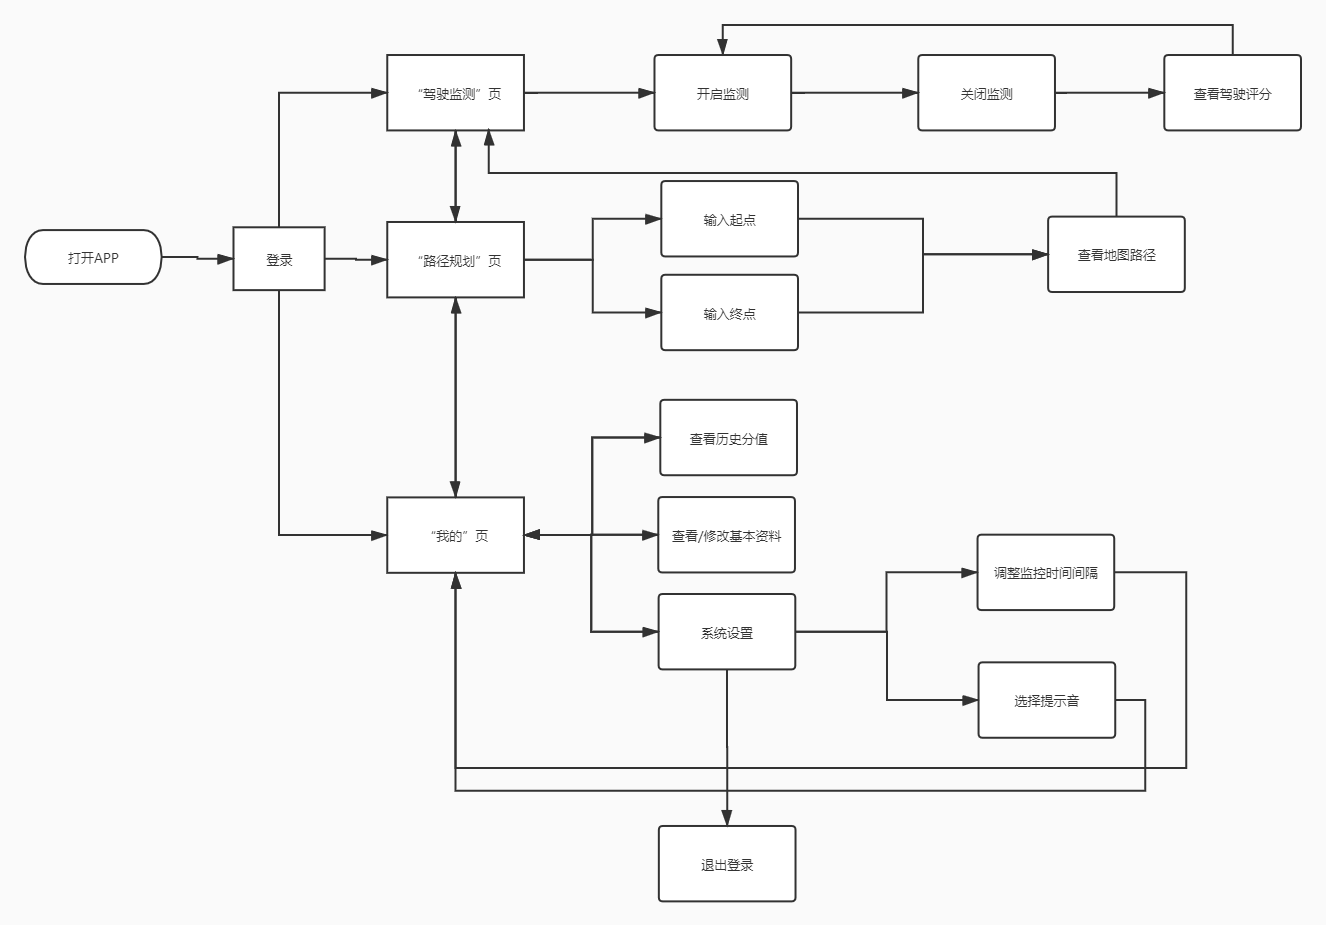 “驾驶监测”页
开启监测
关闭监测
查看驾驶评分
打开APP
登录
“路径规划”页
输入起点
输入终点
查看地图路径
“我的”页
查看历史分值
查看/修改基本资料
系统设置
调整监控时间间隔
选择提示音
退出登录